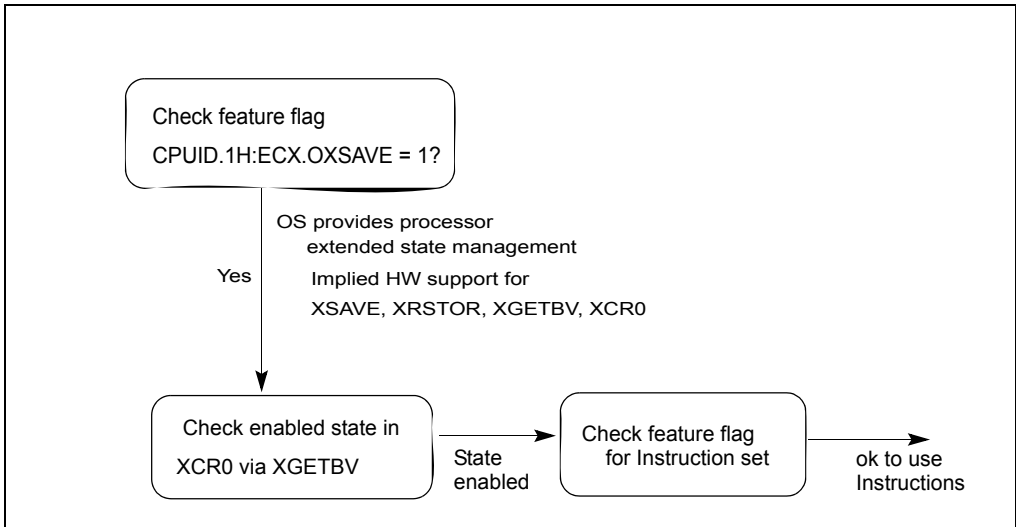 Check feature flag
CPUID.1H:ECX.OXSAVE = 1?
OS provides processor
extended state management
Yes
Implied HW support for
XSAVE, XRSTOR, XGETBV, XCR0
Check enabled state in
XCR0 via XGETBV
State
enabled
Check feature flag
for Instruction set
ok to use
Instructions